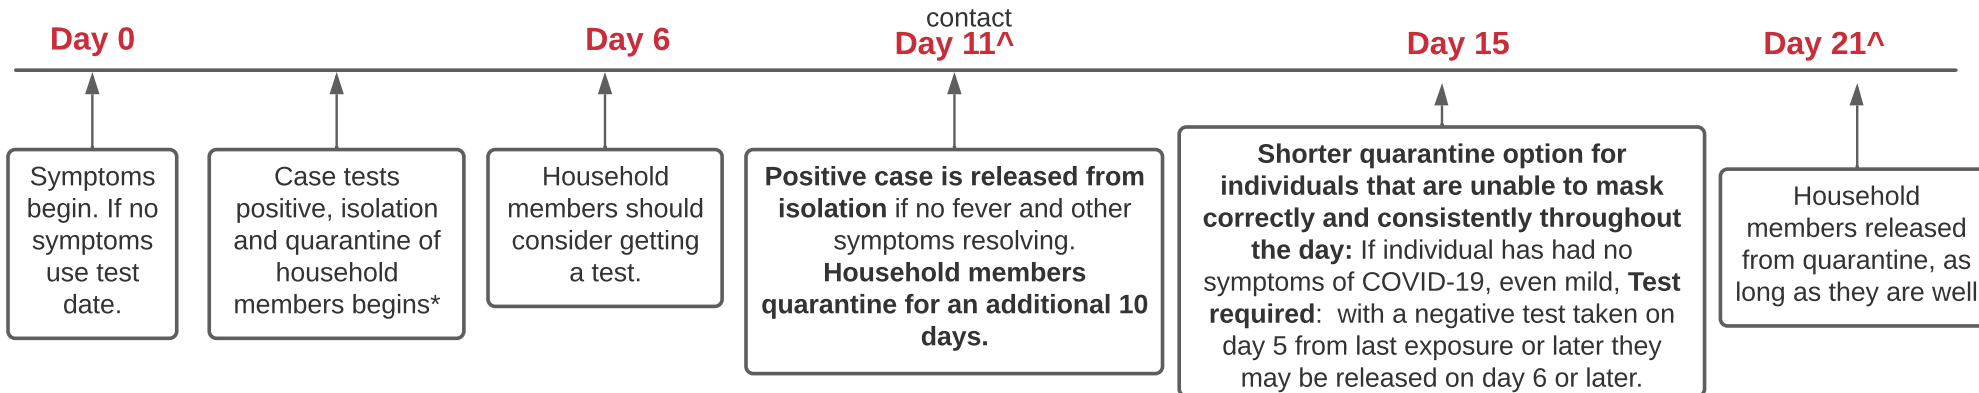 contact
Day 0
Day 6
Day 11^
Day 15
Day 21^
Symptoms
begin. If no
symptoms
use test
date.
Case tests
positive, isolation
and quarantine of
household
members begins*
Household
members should
consider getting
a test.
Positive case is released from
isolation if no fever and other
symptoms resolving.
Household members
quarantine for an additional 10
days.
Shorter quarantine option for
individuals that are unable to mask
correctly and consistently throughout
the day: If individual has had no
symptoms of COVID-19, even mild, Test
required:  with a negative test taken on
day 5 from last exposure or later they
may be released on day 6 or later.
Household
members released
from quarantine, as
long as they are well